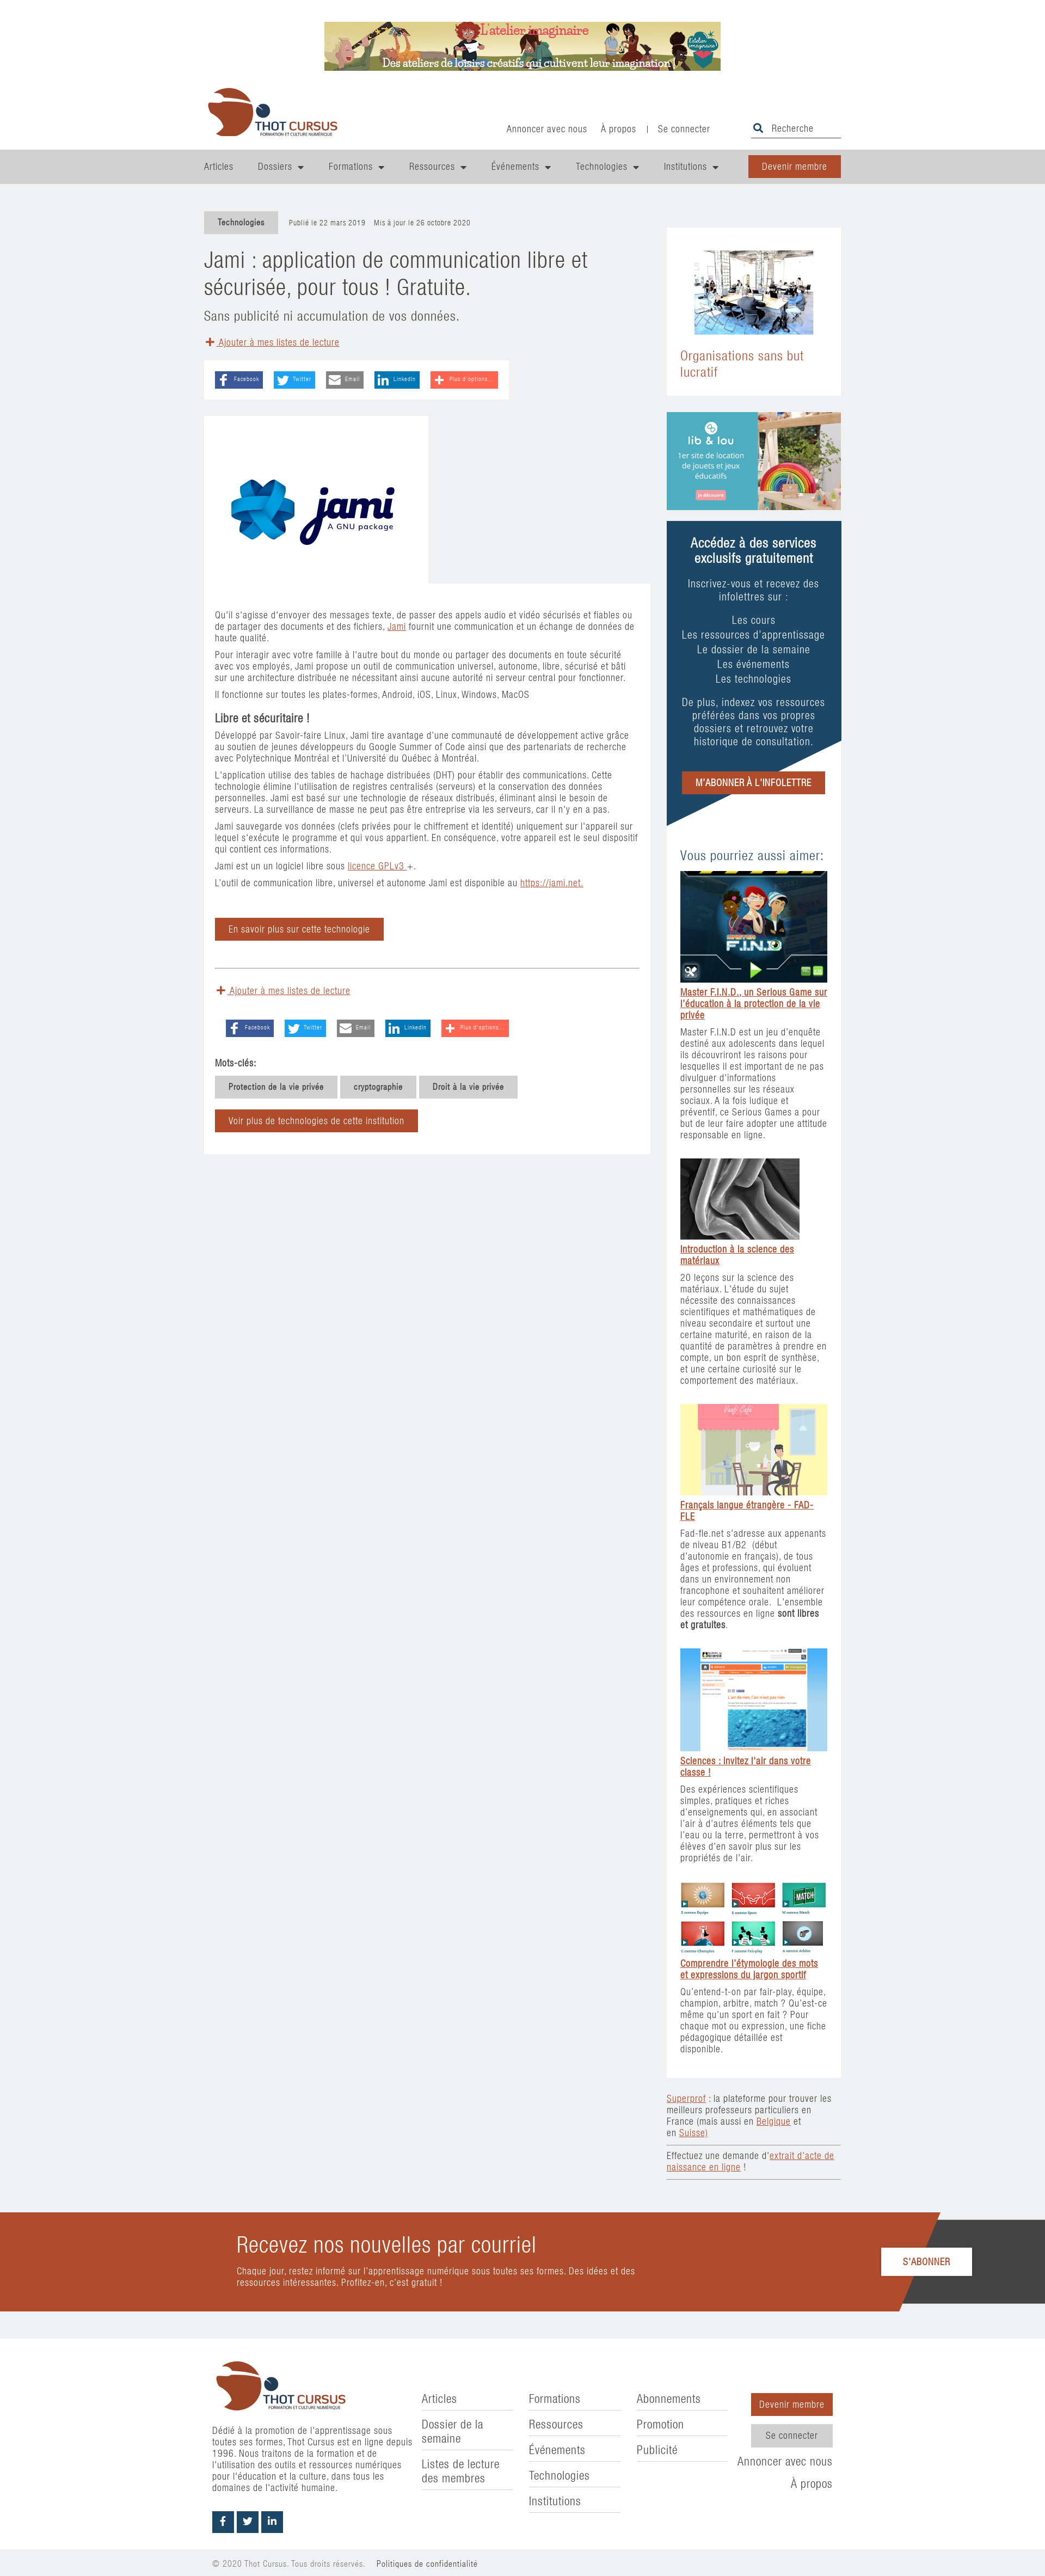 L'atelier imaginaire
Des ateliers de loisirs créatifs qui cultivent leur imagination !
THOT CURSUS
FORMATION ET CULTURE NUMÉRIQUE
Annoncer avec nous
À propos
Se connecter
Recherche
Articles
Dossiers
Formations
Ressources
Événements
Technologies
Institutions
Devenir membre
Technologies
Publié le 22 mars 2019 Mis à jour le 26 octobre 2020
Jami : application de communication libre et
sécurisée, pour tous ! Gratuite.
Sans publicité ni accumulation de vos données.
Ajouter à mes listes de lecture
Facebook
Twitter
Email
LinkedIn
Plus d'options...
jami
A GNU package
Qu'il s'agisse d'envoyer des messages texte, de passer des appels audio et vidéo sécurisés et fiables ou
de partager des documents et des fichiers, Jami fournit une communication et un échange de données de
haute qualité.
Pour interagir avec votre famille à l'autre bout du monde ou partager des documents en toute sécurité
avec vos employés, Jami propose un outil de communication universel, autonome, libre, sécurisé et bâti
sur une architecture distribuée ne nécessitant ainsi aucune autorité ni serveur central pour fonctionner.
Il fonctionne sur toutes les plates-formes, Android, iOS, Linux, Windows, MacOS
Libre et sécuritaire !
Développé par Savoir-faire Linux, Jami tire avantage d'une communauté de développement active grâce
au soutien de jeunes développeurs du Google Summer of Code ainsi que des partenariats de recherche
avec Polytechnique Montréal et l'Université du Québec à Montréal.
L'application utilise des tables de hachage distribuées (DHT) pour établir des communications. Cette
technologie élimine l'utilisation de registres centralisés (serveurs) et la conservation des données
personnelles. Jami est basé sur une technologie de réseaux distribués, éliminant ainsi le besoin de
serveurs. La surveillance de masse ne peut pas être entreprise via les serveurs, car il n'y en a pas.
Jami sauvegarde vos données (clefs privées pour le chiffrement et identité) uniquement sur l'appareil sur
lequel s'exécute le programme et qui vous appartient. En conséquence, votre appareil est le seul dispositif
qui contient ces informations.
Jami est un un logiciel libre sous licence GPLv3 +.
L'outil de communication libre, universel et autonome Jami est disponible au https://jami.net.
En savoir plus sur cette technologie
Ajouter à mes listes de lecture
Facebook
Twitter
Email
LinkedIn
Plus d'options...
Mots-clés:
Protection de la vie privée
cryptographie
Droit à la vie privée
Voir plus de technologies de cette institution
Organisations sans but
lucratif
lib & lou
1er site de location
de jouets et jeux
éducatifs
Je découvre
Accédez à des services
exclusifs gratuitement
Inscrivez-vous et recevez des
infolettres sur :
Les cours
Les ressources d'apprentissage
Le dossier de la semaine
Les événements
Les technologies
De plus, indexez vos ressources
préférées dans vos propres
dossiers et retrouvez votre
historique de consultation.
M'ABONNER À L'INFOLETTRE
Vous pourriez aussi aimer:
MASTER
F.I.N.D
Master F.I.N.D., un Serious Game sur
l'éducation à la protection de la vie
privée
Master F.I.N.D est un jeu d'enquête
destiné aux adolescents dans lequel
ils découvriront les raisons pour
lesquelles il est important de ne pas
divulguer d'informations
personnelles sur les réseaux
sociaux. A la fois ludique et
préventif, ce Serious Games a pour
but de leur faire adopter une attitude
responsable en ligne.
Introduction à la science des
matériaux
20 leçons sur la science des
matériaux. L'étude du sujet
nécessite des connaissances
scientifiques et mathématiques de
niveau secondaire et surtout une
certaine maturité, en raison de la
quantité de paramètres à prendre en
compte, un bon esprit de synthèse,
et une certaine curiosité sur le
comportement des matériaux.
Français langue étrangère - FAD-
FLE
Fad-fle.net s'adresse aux appenants
de niveau B1/B2 (début
d'autonomie en français), de tous
âges et professions, qui évoluent
dans un environnement non
francophone et souhaitent améliorer
leur compétence orale. L'ensemble
des ressources en ligne sont libres
et gratuites.
L'air de rien, l'air n'est pas rien
Sciences : invitez l'air dans votre
classe !
Des expériences scientifiques
simples, pratiques et riches
d'enseignements qui, en associant
l'air à d'autres éléments tels que
l'eau ou la terre, permettront à vos
élèves d'en savoir plus sur les
propriétés de l'air.
MATCH
Comprendre l'étymologie des mots
et expressions du jargon sportif
Qu'entend-t-on par fair-play, équipe,
champion, arbitre, match ? Qu'est-ce
même qu'un sport en fait ? Pour
chaque mot ou expression, une fiche
pédagogique détaillée est
disponible.
Superprof : la plateforme pour trouver les
meilleurs professeurs particuliers en
France (mais aussi en Belgique et
en Suisse)
Effectuez une demande d'extrait d'acte de
naissance en ligne !
Recevez nos nouvelles par courriel
Chaque jour, restez informé sur l'apprentissage numérique sous toutes ses formes. Des idées et des
ressources intéressantes. Profitez-en, c'est gratuit !
S'ABONNER
THOT CURSUS
FORMATION ET CULTURE NUMÉRIQUE
Dédié à la promotion de l'apprentissage sous
toutes ses formes, Thot Cursus est en ligne depuis
1996. Nous traitons de la formation et de
l'utilisation des outils et ressources numériques
pour l'éducation et la culture, dans tous les
domaines de l'activité humaine.
Articles
Dossier de la
semaine
Listes de lecture
des membres
Formations
Ressources
Événements
Technologies
Institutions
Abonnements
Promotion
Publicité
Devenir membre
Se connecter
Annoncer avec nous
À propos
© 2020 Thot Cursus. Tous droits réservés. Politiques de confidentialité